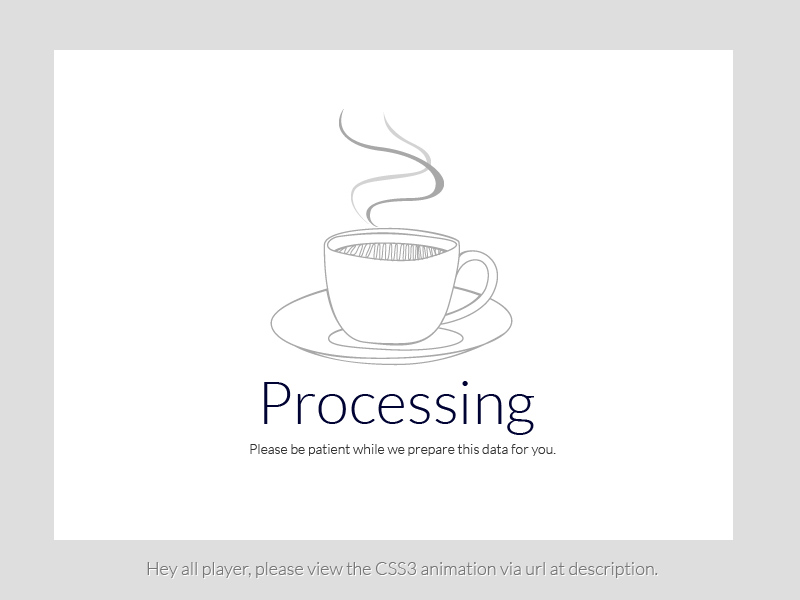 Processing
Please be patient while we prepare this data for you.
Hey all player, please view the CSS3 animation via url at description.